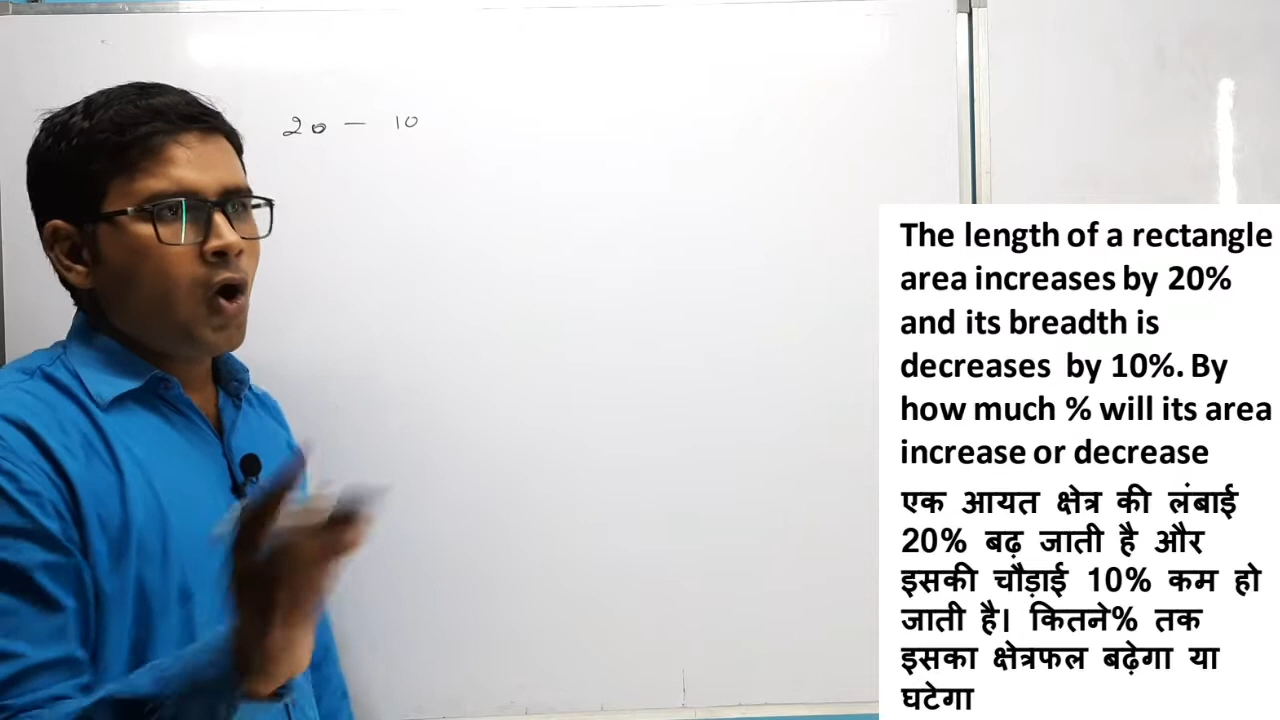 20 - 10
The length of a rectangle
area increases by 20%
and its breadth is
decreases by 10%. By
how much % will its area
increase or decrease
एक आयत क्षेत्र की लंबाई
20% बढ़ जाती है और
इसकी चौड़ाई 10% कम हो
जाती है। कितने% तक
इसका क्षेत्रफल बढ़ेगा या
घटेगा